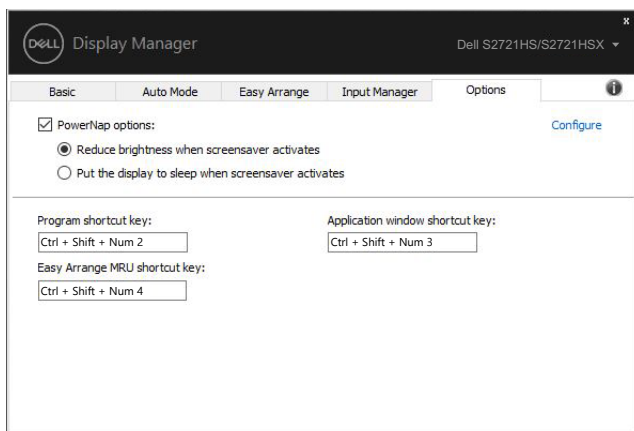 x
DELL Display Manager Dell S2721HS/S2721HSX
Basic Auto Mode Easy Arrange Input Manager Options i
PowerNap options: Configure
Reduce brightness when screensaver activates
Put the display to sleep when screensaver activates
Program shortcut key: Application window shortcut key:
Ctrl + Shift + Num 2 Ctrl + Shift + Num 3
Easy Arrange MRU shortcut key:
Ctrl + Shift + Num 4